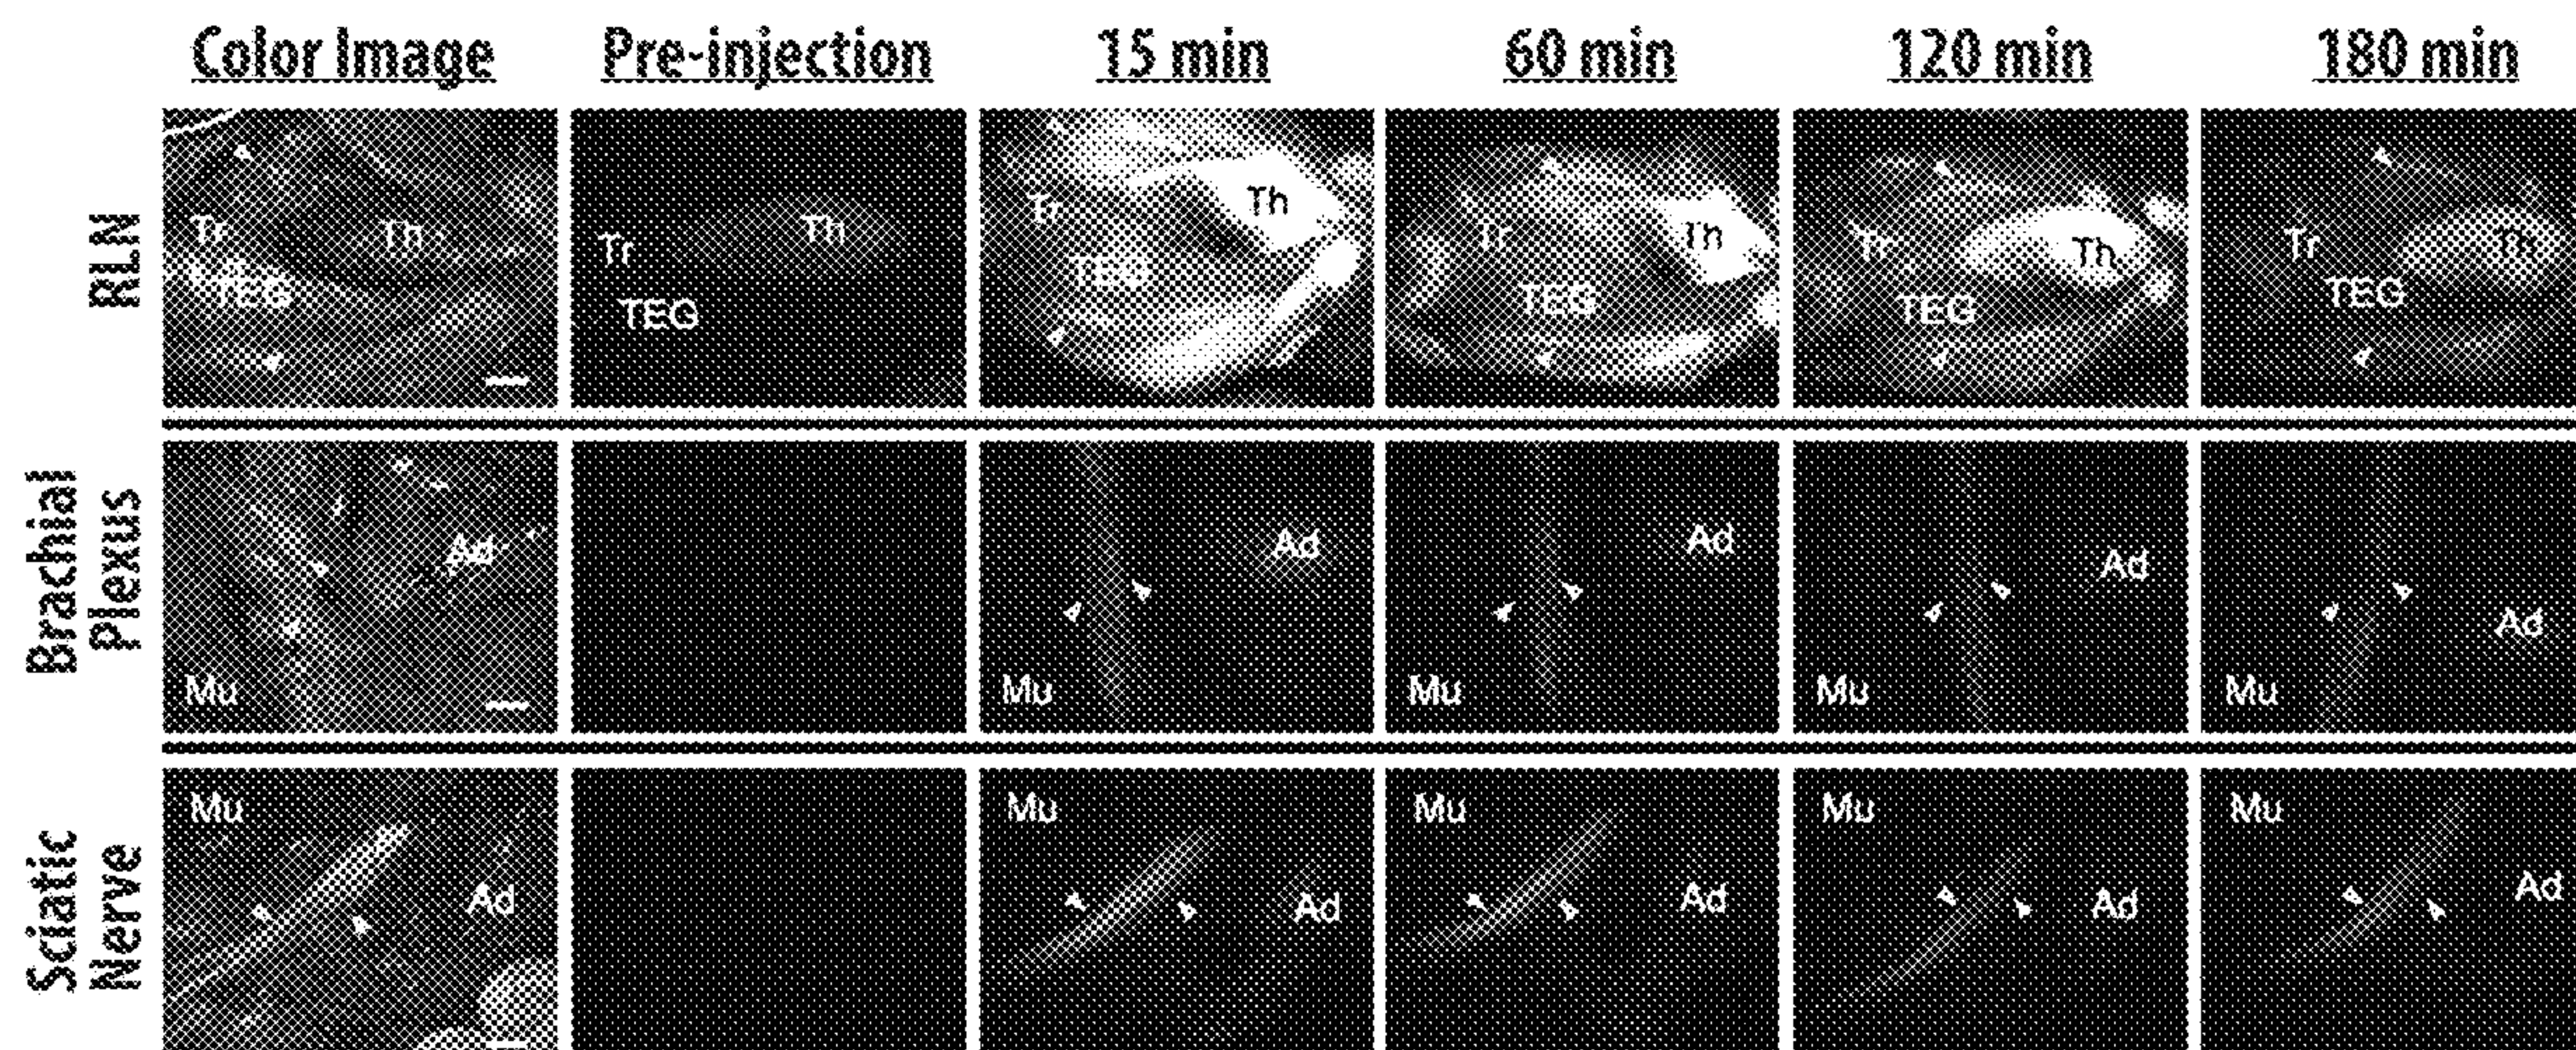 Color Image Pre-injection 15 min 60 min 120 min 180 min
RLN
Tr Th TEG
Tr Th TEG
Tr Th TEG
Tr Th TEG
Tr Th TEG
Tr Th TEG
Brachial
Plexus
Ad Mu
Ad Mu
Ad Mu
Ad Mu
Ad Mu
Sciatic
Nerve
Mu Ad
Mu Ad
Mu Ad
Mu Ad
Mu Ad